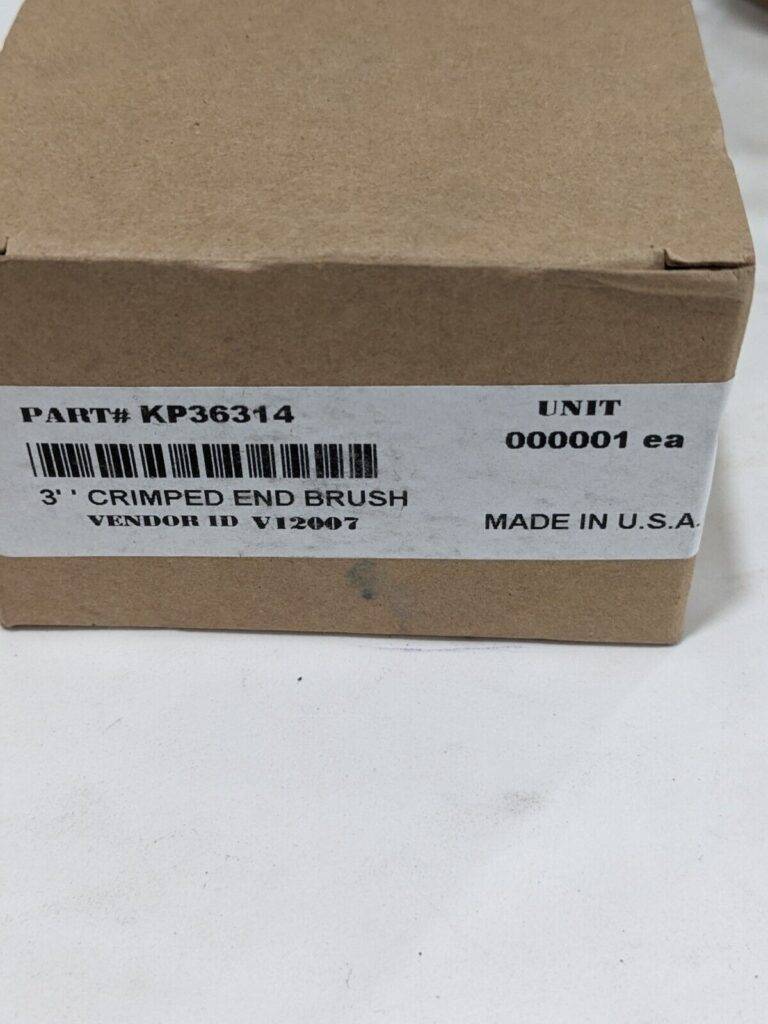 PART# KP36314
UNIT
000001 ea
3'' CRIMPED END BRUSH
VENDOR ID V12007
MADE IN U.S.A.